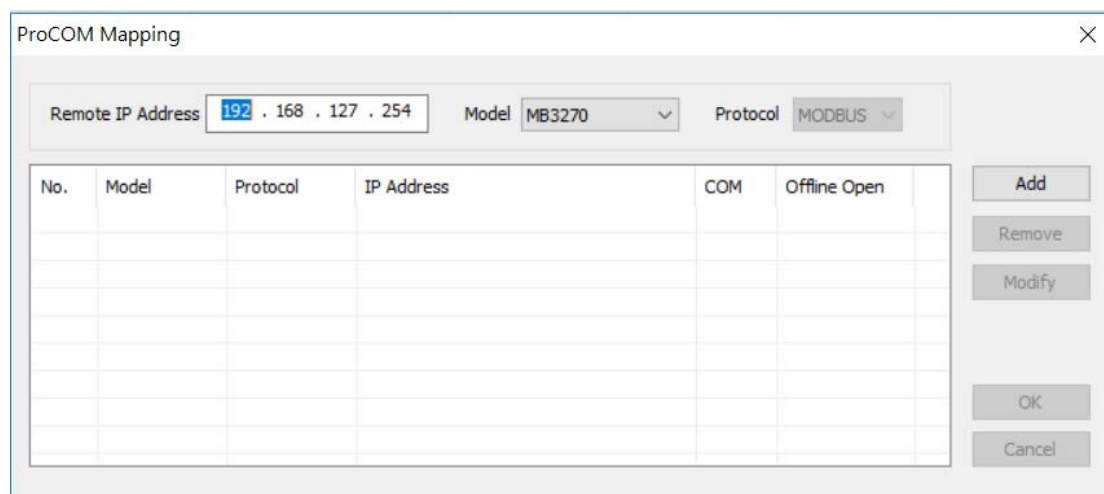 ProCOM Mapping
Remote IP Address 192 . 168 . 127 . 254 Model MB3270 Protocol MODBUS
No. Model Protocol IP Address COM Offline Open
Add
Remove
Modify
OK
Cancel